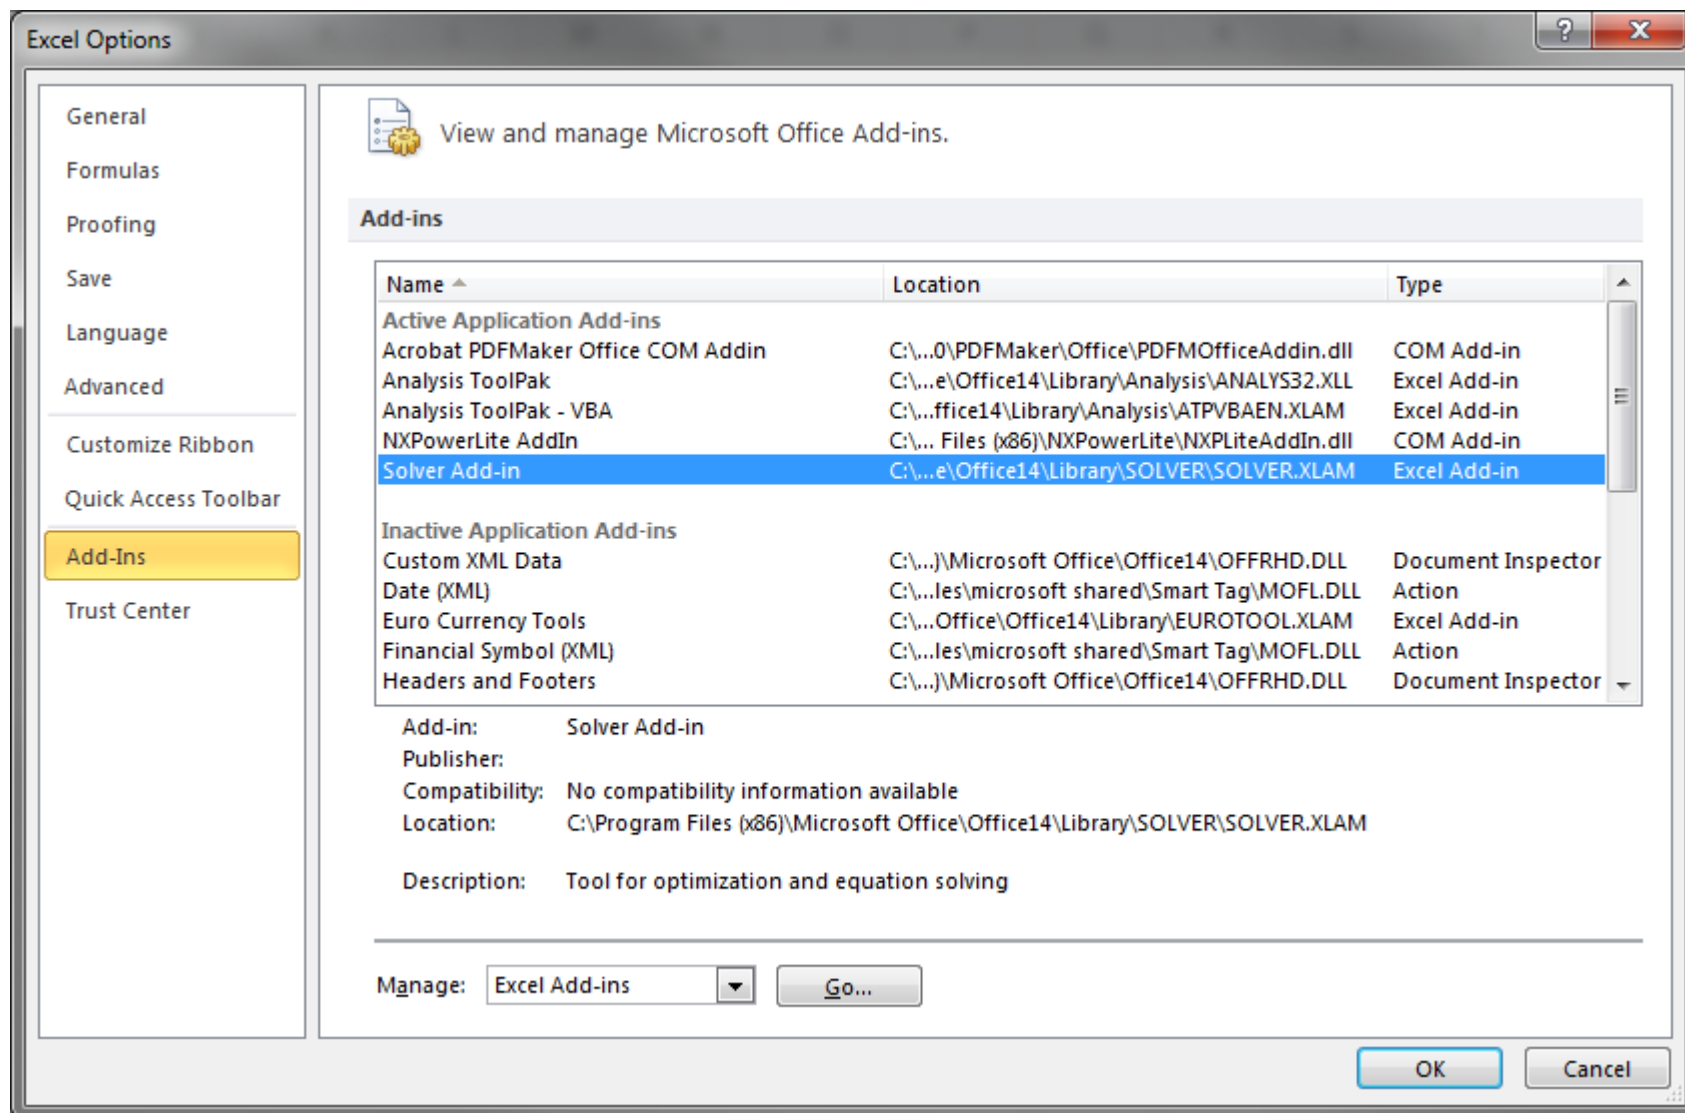 Excel Options
General
Formulas
Proofing
Save
Language
Advanced
Customize Ribbon
Quick Access Toolbar
Add-Ins
Trust Center
View and manage Microsoft Office Add-ins.
Add-ins
Name Location Type
Active Application Add-ins
Acrobat PDFMaker Office COM Addin C:\...0\PDFMaker\Office\PDFMOfficeAddin.dll COM Add-in
Analysis ToolPak C:\...e\Office14\Library\Analysis\ANALYS32.XLL Excel Add-in
Analysis ToolPak - VBA C:\...ffice14\Library\Analysis\ATPVBAEN.XLAM Excel Add-in
NXPowerLite AddIn C:\... Files (x86)\NXPowerLite\NXPLiteAddIn.dll COM Add-in
Solver Add-in C:\...e\Office14\Library\SOLVER\SOLVER.XLAM Excel Add-in
Inactive Application Add-ins
Custom XML Data C:\...)\Microsoft Office\Office14\OFFRHD.DLL Document Inspector
Date (XML) C:\...les\microsoft shared\Smart Tag\MOFL.DLL Action
Euro Currency Tools C:\...Office\Office14\Library\EUROTOOL.XLAM Excel Add-in
Financial Symbol (XML) C:\...les\microsoft shared\Smart Tag\MOFL.DLL Action
Headers and Footers C:\...)\Microsoft Office\Office14\OFFRHD.DLL Document Inspector
Add-in: Solver Add-in
Publisher:
Compatibility: No compatibility information available
Location: C:\Program Files (x86)\Microsoft Office\Office14\Library\SOLVER\SOLVER.XLAM
Description: Tool for optimization and equation solving
Manage: Excel Add-ins Go...
OK Cancel